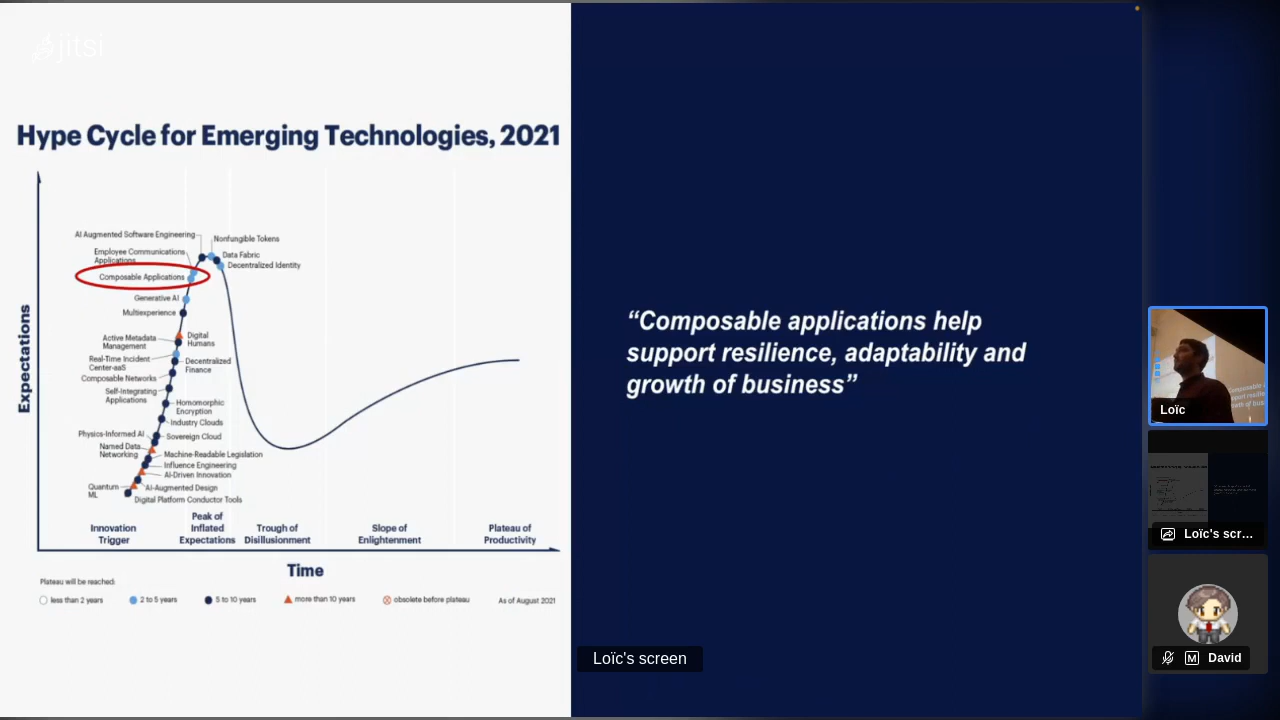 jitsi
Hype Cycle for Emerging Technologies, 2021
Expectations
AI Augmented Software Engineering
Nonfungible Tokens
Employee Communications
Applications
Data Fabric
Decentralized Identity
Composable Applications
Generative AI
Multiexperience
Active Metadata
Management
Digital
Humans
Real-Time Incident
Center-aaS
Decentralized
Finance
Composable Networks
Self-Integrating
Applications
Homomorphic
Encryption
Industry Clouds
Physics-Informed AI
Sovereign Cloud
Named Data
Networking
Machine-Readable Legislation
Influence Engineering
AI-Driven Innovation
Quantum
ML
AI-Augmented Design
Digital Platform Conductor Tools
Innovation
Trigger
Peak of
Inflated
Expectations
Trough of
Disillusionment
Slope of
Enlightenment
Plateau of
Productivity
Time
Plateau will be reached:
less than 2 years
2 to 5 years
5 to 10 years
more than 10 years
obsolete before plateau
As of August 2021
“Composable applications help
support resilience, adaptability and
growth of business”
Loïc's screen
Loïc
Loïc's scr…
M
David